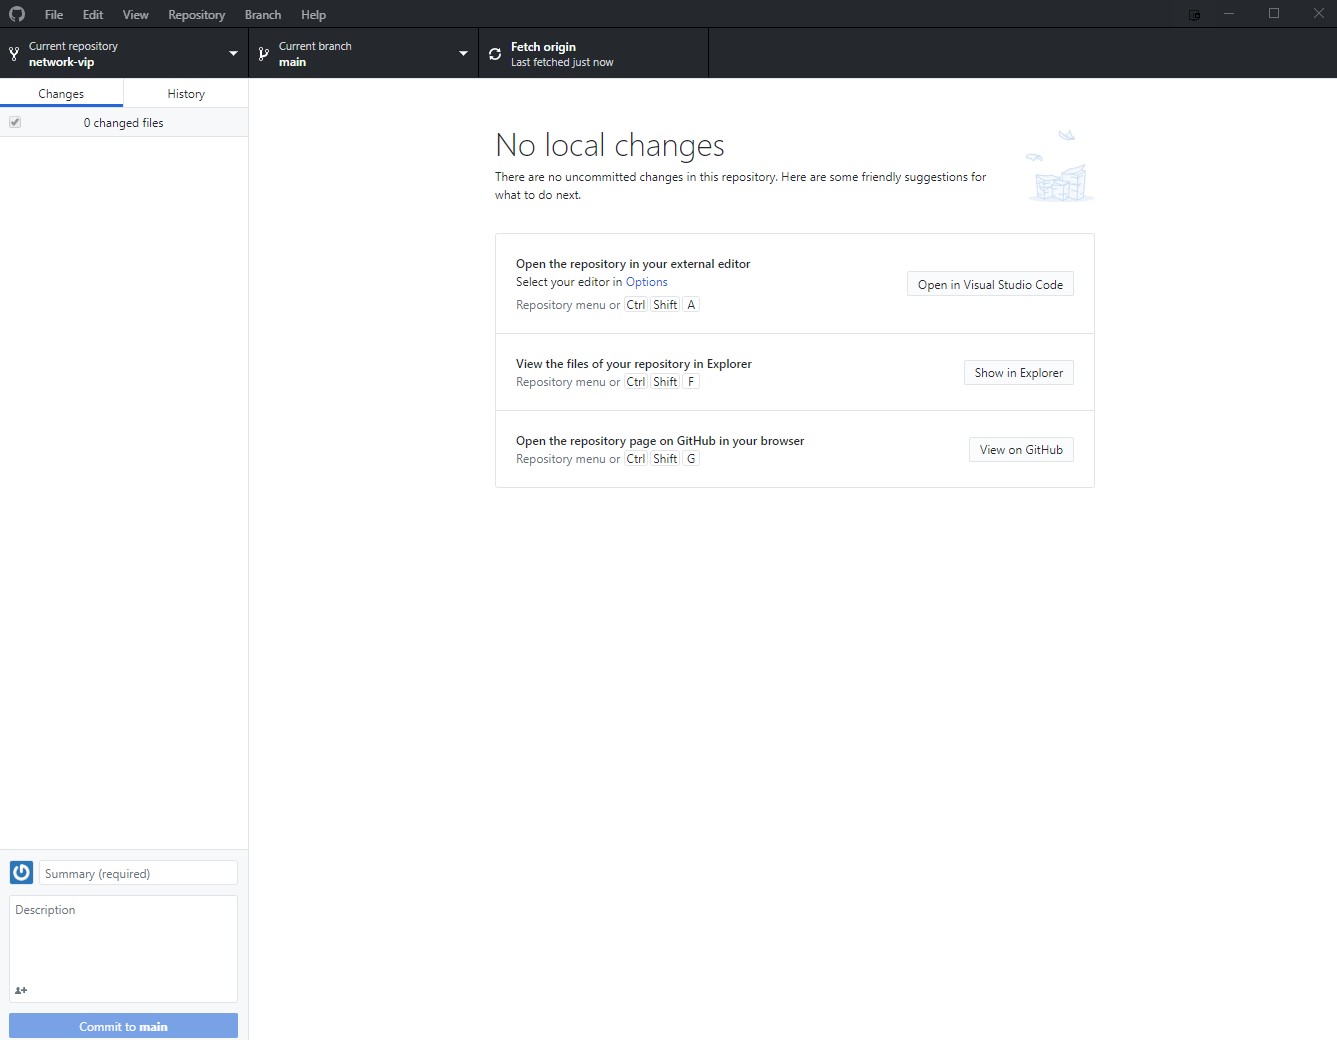 File Edit View Repository Branch Help
Current repository
network-vip
Current branch
main
Fetch origin
Last fetched just now
Changes
History
0 changed files
No local changes
There are no uncommitted changes in this repository. Here are some friendly suggestions for
what to do next.
Open the repository in your external editor
Select your editor in Options
Repository menu or Ctrl Shift A
Open in Visual Studio Code
View the files of your repository in Explorer
Repository menu or Ctrl Shift F
Show in Explorer
Open the repository page on GitHub in your browser
Repository menu or Ctrl Shift G
View on GitHub
Summary (required)
Description
Commit to main